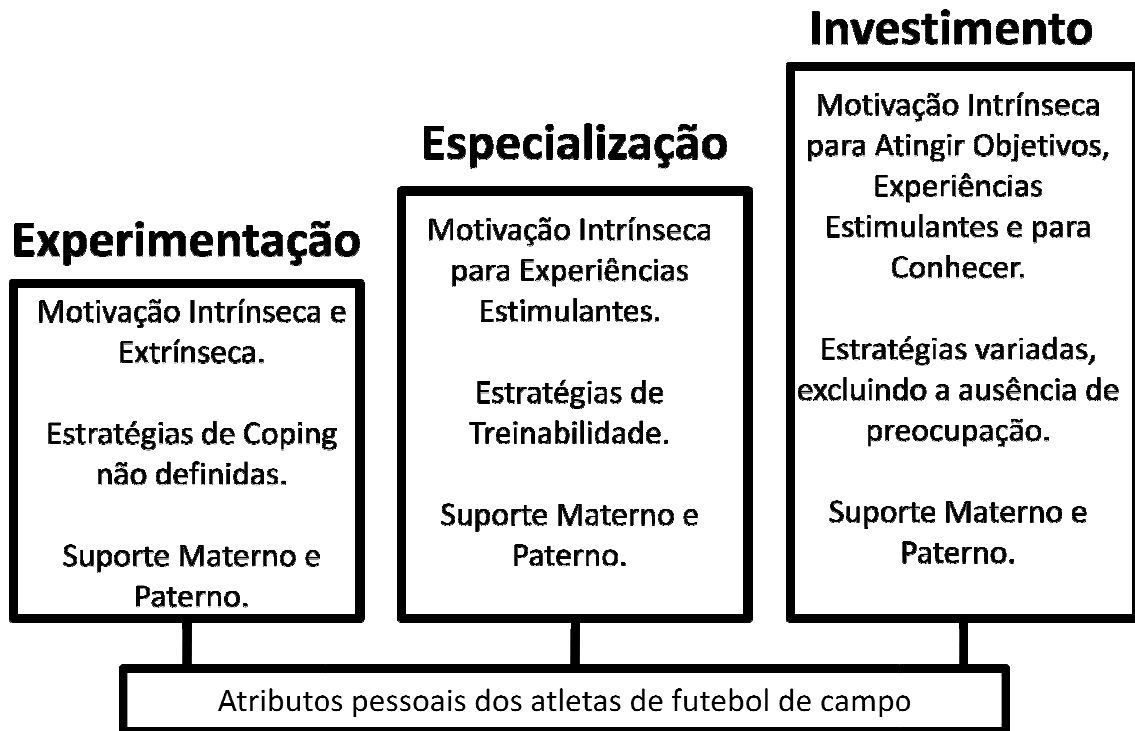 Experimentação
Motivação Intrínseca e
Extrínseca.
Estratégias de Coping
não definidas.
Suporte Materno e
Paterno.
Especialização
Motivação Intrínseca
para Experiências
Estimulantes.
Estratégias de
Treinabilidade.
Suporte Materno e
Paterno.
Investimento
Motivação Intrínseca
para Atingir Objetivos,
Experiências
Estimulantes e para
Conhecer.
Estratégias variadas,
excluindo a ausência de
preocupação.
Suporte Materno e
Paterno.
Atributos pessoais dos atletas de futebol de campo